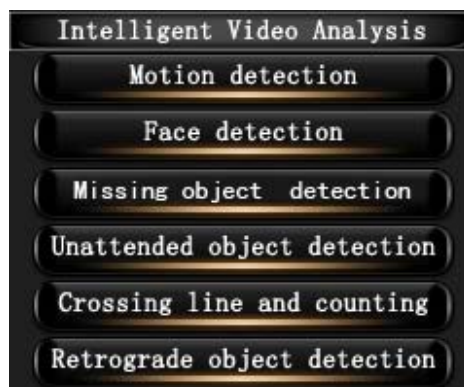 Intelligent Video Analysis
Motion detection
Face detection
Missing object detection
Unattended object detection
Crossing line and counting
Retrograde object detection